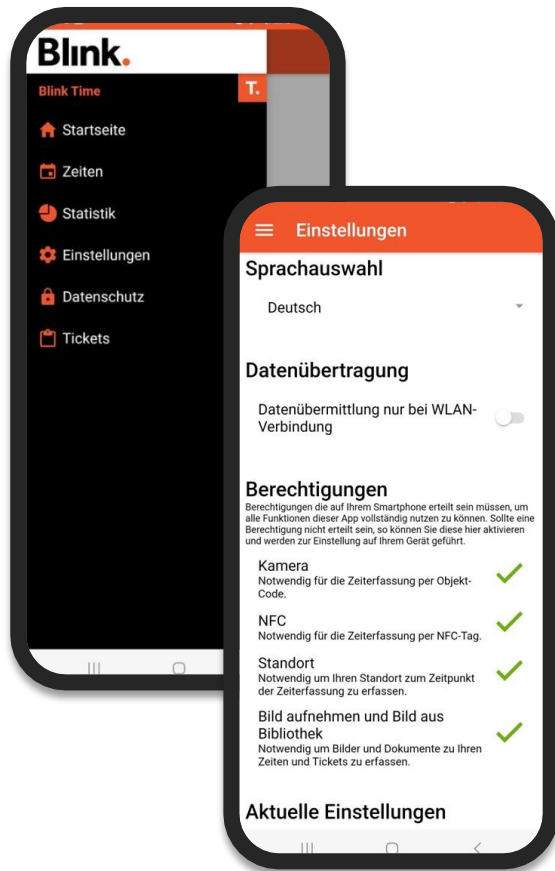 Blink.
Blink Time
T.
Startseite
Zeiten
Statistik
Einstellungen
Datenschutz
Tickets
Einstellungen
Sprachauswahl
Deutsch
Datenübertragung
Datenübermittlung nur bei WLAN-
Verbindung
Berechtigungen
Berechtigungen die auf Ihrem Smartphone erteilt sein müssen, um
alle Funktionen dieser App vollständig nutzen zu können. Sollte eine
Berechtigung nicht erteilt sein, so können Sie diese hier aktivieren
und werden zur Einstellung auf Ihrem Gerät geführt.
Kamera
Notwendig für die Zeiterfassung per Objekt-
Code.
NFC
Notwendig für die Zeiterfassung per NFC-Tag.
Standort
Notwendig um Ihren Standort zum Zeitpunkt
der Zeiterfassung zu erfassen.
Bild aufnehmen und Bild aus
Bibliothek
Notwendig um Bilder und Dokumente zu Ihren
Zeiten und Tickets zu erfassen.
Aktuelle Einstellungen